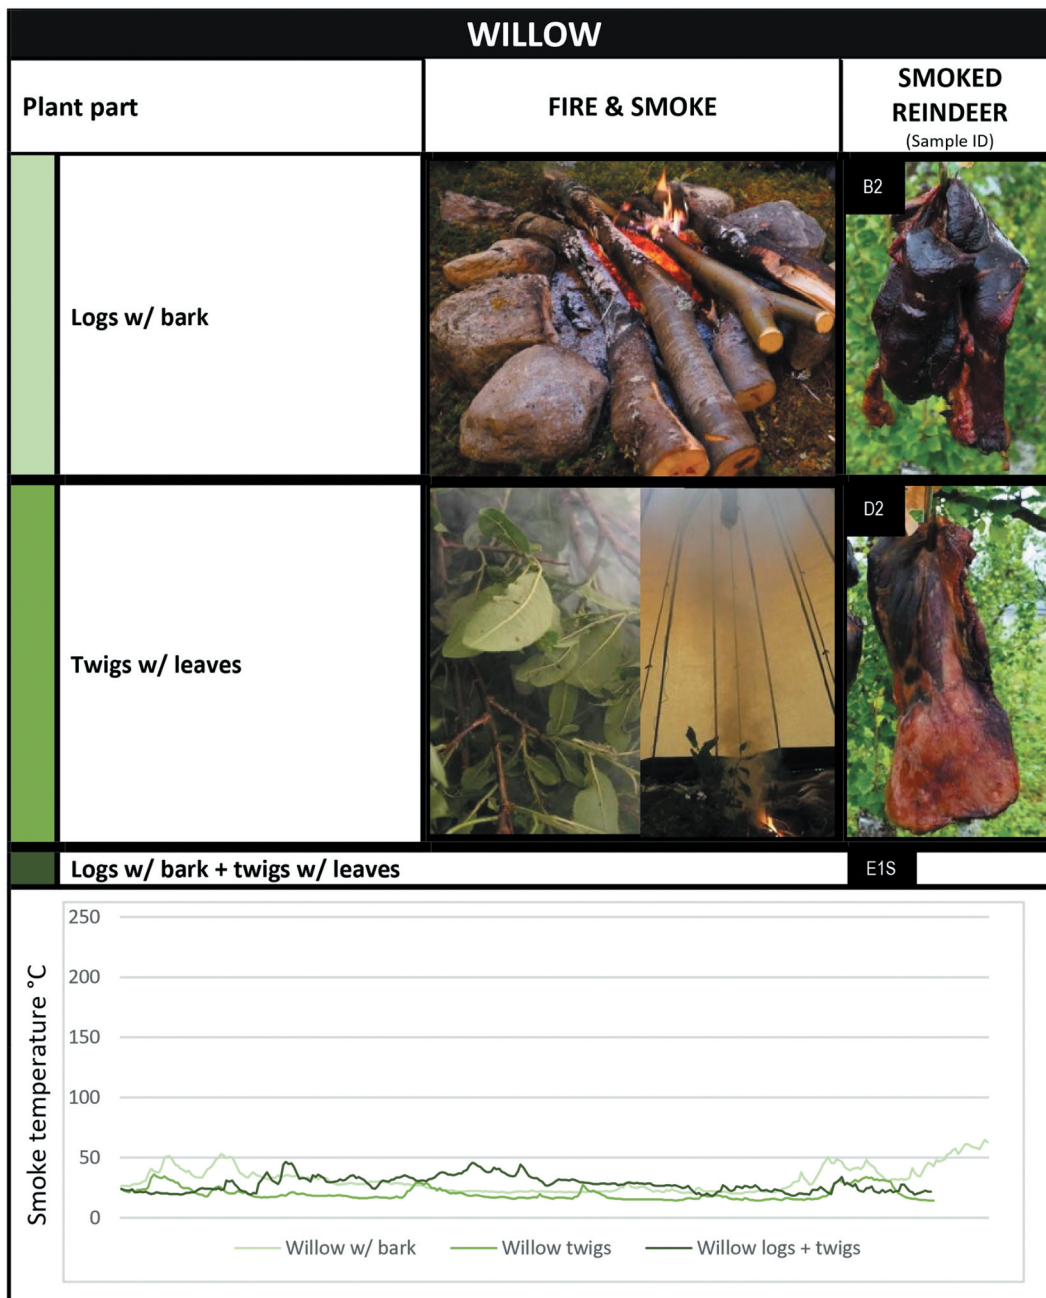 WILLOW
Plant part
FIRE & SMOKE
SMOKED
REINDEER
(Sample ID)
Logs w/ bark
B2
Twigs w/ leaves
D2
Logs w/ bark + twigs w/ leaves
E1S
Smoke temperature °C
250
200
150
100
50
0
Willow w/ bark
Willow twigs
Willow logs + twigs